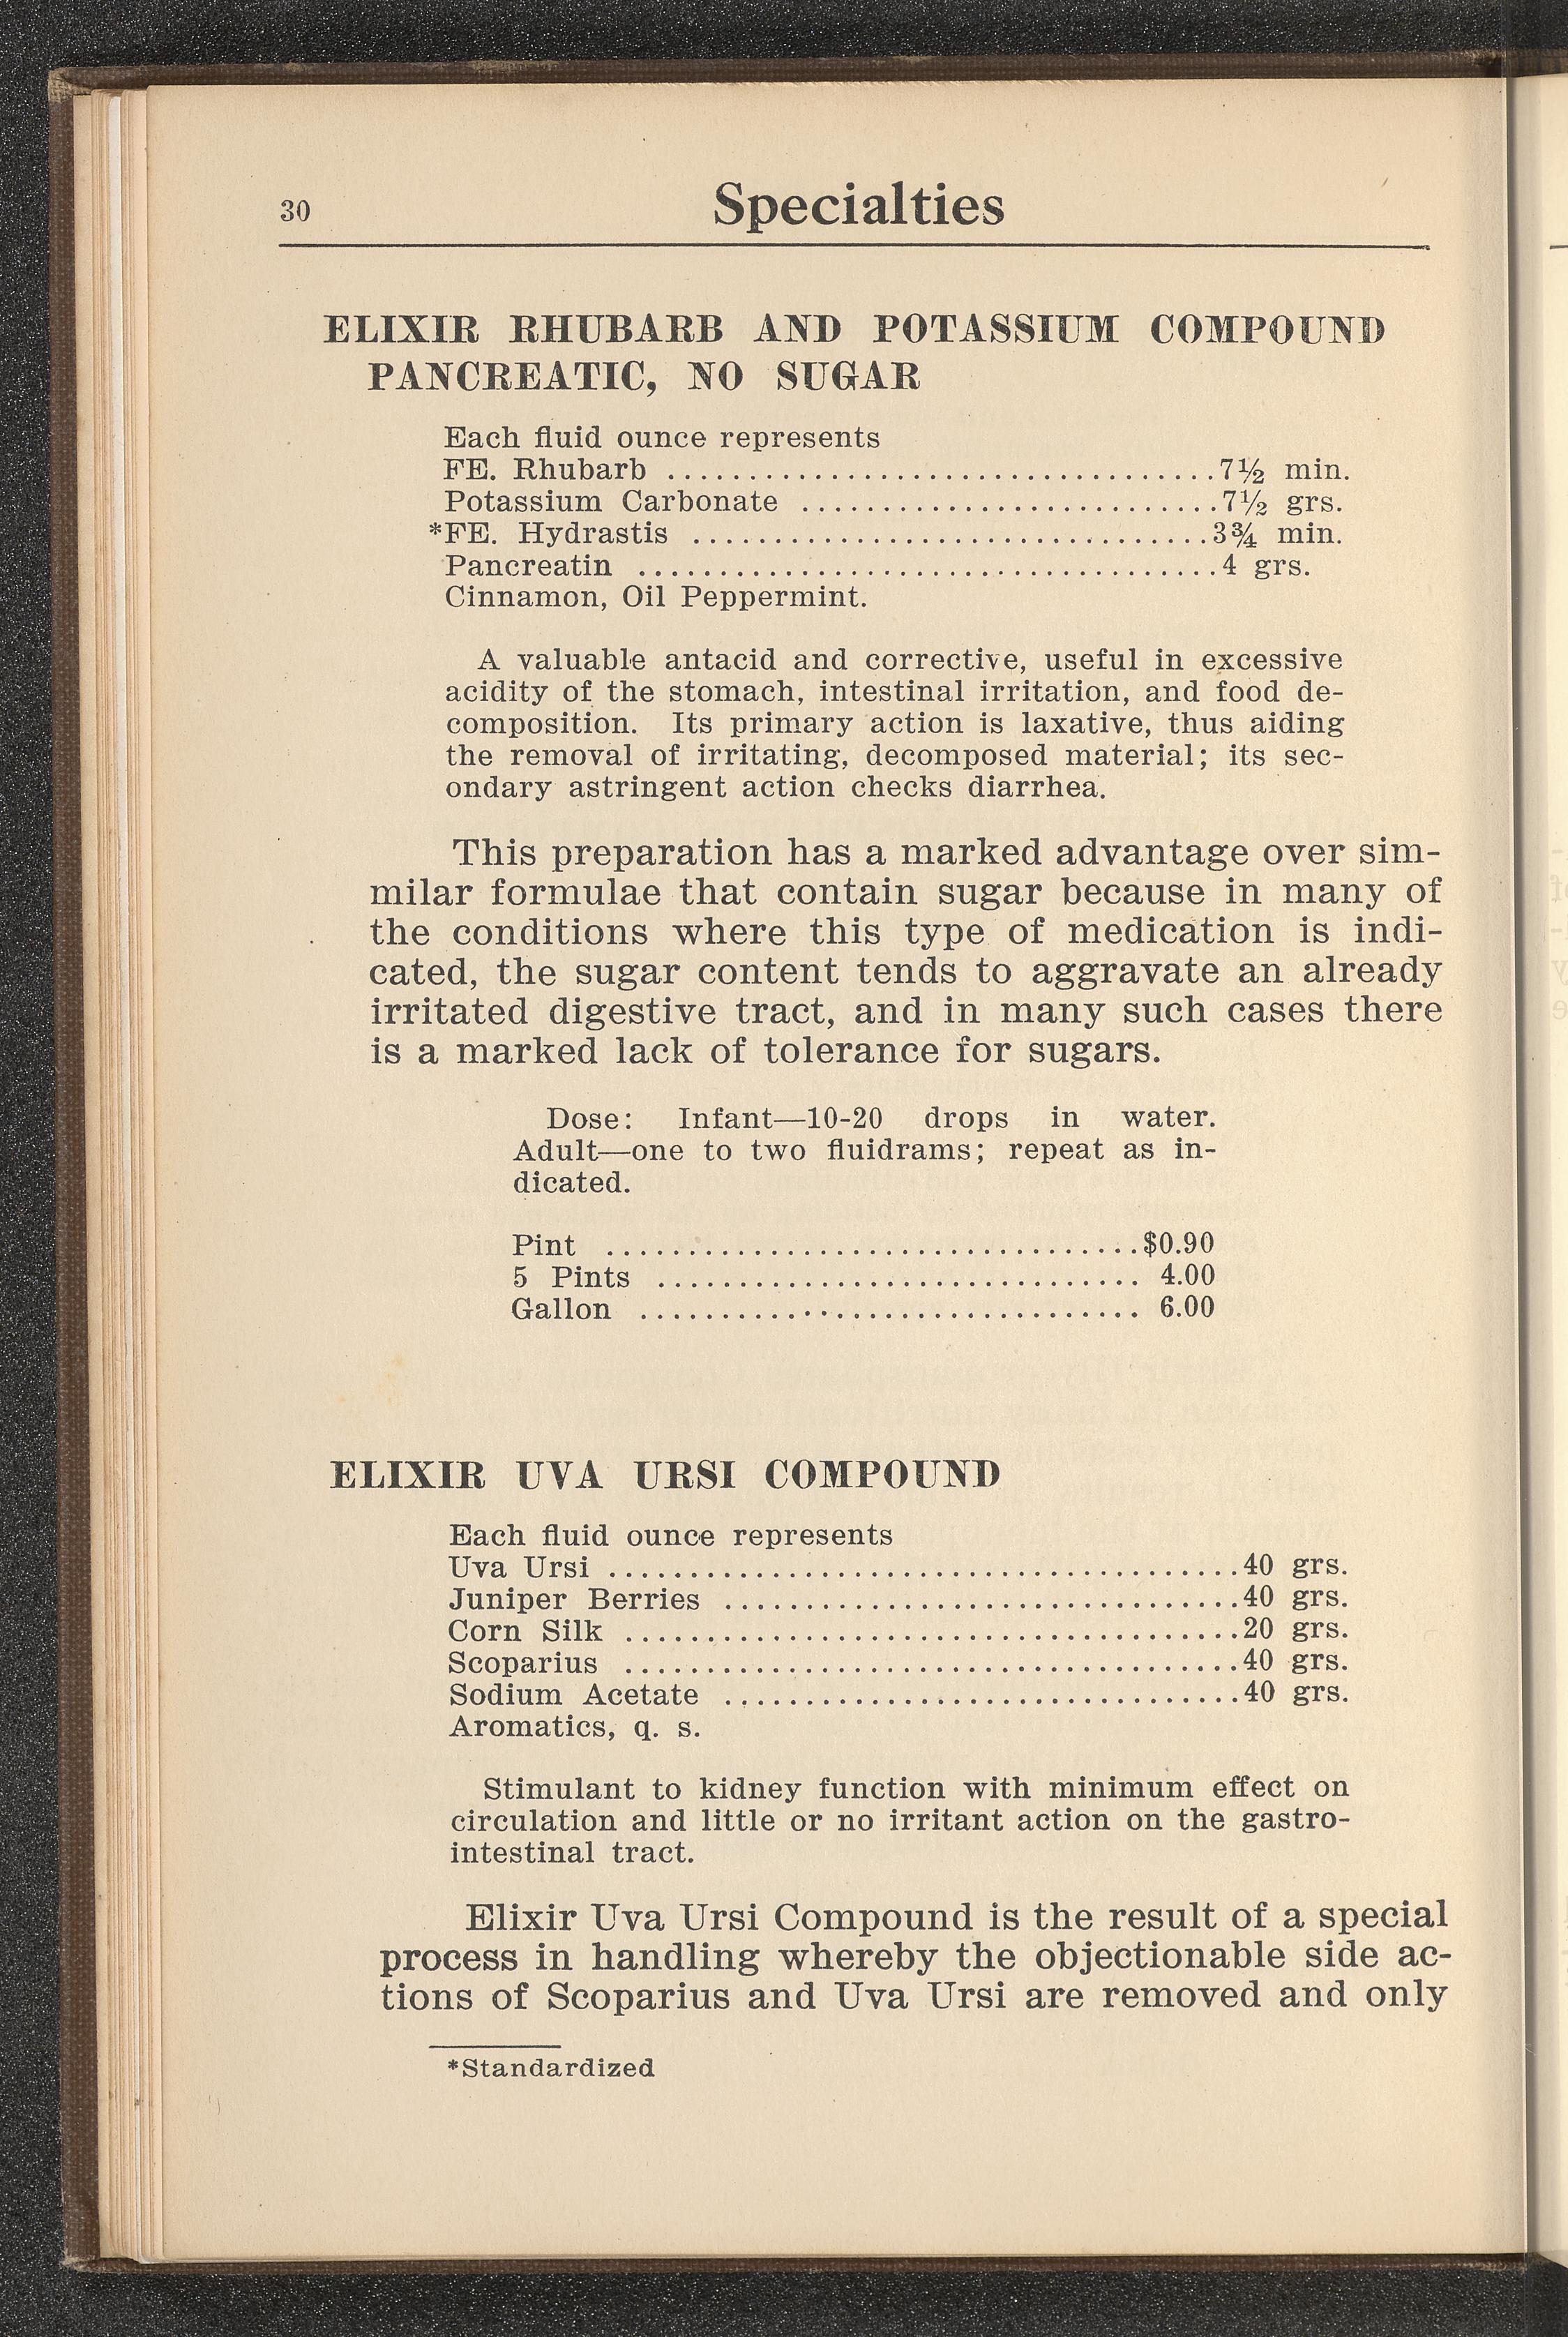 30
Specialties
ELIXIR RHUBARB AND POTASSIUM COMPOUND
PANCREATIC, NO SUGAR
Each fluid ounce represents
FE. Rhubarb ..................................7½ min.
Potassium Carbonate ..........................7½ grs.
*FE. Hydrastis ................................3¾ min.
Pancreatin ....................................4 grs.
Cinnamon, Oil Peppermint.
A valuable antacid and corrective, useful in excessive
acidity of the stomach, intestinal irritation, and food de-
composition. Its primary action is laxative, thus aiding
the removal of irritating, decomposed material; its sec-
ondary astringent action checks diarrhea.
This preparation has a marked advantage over sim-
milar formulae that contain sugar because in many of
the conditions where this type of medication is indi-
cated, the sugar content tends to aggravate an already
irritated digestive tract, and in many such cases there
is a marked lack of tolerance for sugars.
Dose: Infant—10-20 drops in water.
Adult—one to two fluidrams; repeat as in-
dicated.
Pint .................................$0.90
5 Pints .............................. 4.00
Gallon ............................... 6.00
ELIXIR UVA URSI COMPOUND
Each fluid ounce represents
Uva Ursi .......................................40 grs.
Juniper Berries ................................40 grs.
Corn Silk ......................................20 grs.
Scoparius ......................................40 grs.
Sodium Acetate ................................40 grs.
Aromatics, q. s.
Stimulant to kidney function with minimum effect on
circulation and little or no irritant action on the gastro-
intestinal tract.
Elixir Uva Ursi Compound is the result of a special
process in handling whereby the objectionable side ac-
tions of Scoparius and Uva Ursi are removed and only
*Standardized